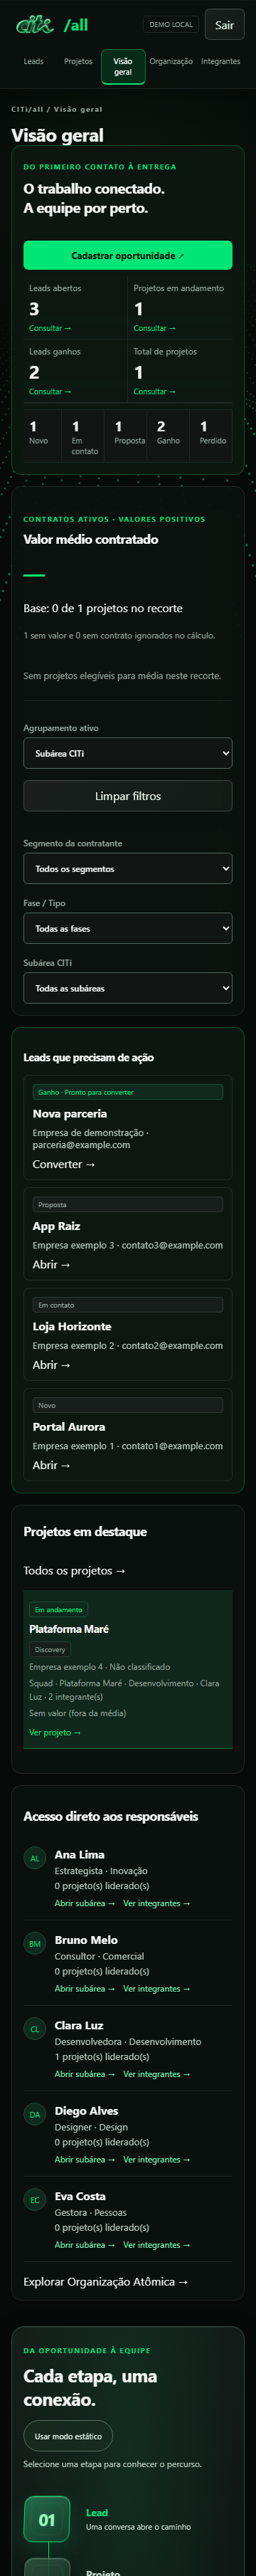 citi /all
DEMO LOCAL
Sair
Leads
Projetos
Visão geral
Organização
Integrantes
CITi/all / Visão geral
Visão geral
DO PRIMEIRO CONTATO À ENTREGA
O trabalho conectado.
A equipe por perto.
Cadastrar oportunidade ↗
Leads abertos
3
Consultar →
Projetos em andamento
1
Consultar →
Leads ganhos
2
Consultar →
Total de projetos
1
Consultar →
1
Novo
1
Em contato
1
Proposta
2
Ganho
1
Perdido
CONTRATOS ATIVOS · VALORES POSITIVOS
Valor médio contratado
—
Base: 0 de 1 projetos no recorte
1 sem valor e 0 sem contrato ignorados no cálculo.
Sem projetos elegíveis para média neste recorte.
Agrupamento ativo
Subárea CITi
Limpar filtros
Segmento da contratante
Todos os segmentos
Fase / Tipo
Todas as fases
Subárea CITi
Todas as subáreas
Leads que precisam de ação
Ganho · Pronto para converter
Nova parceria
Empresa de demonstração ·
parceria@example.com
Converter →
Proposta
App Raiz
Empresa exemplo 3 · contato3@example.com
Abrir →
Em contato
Loja Horizonte
Empresa exemplo 2 · contato2@example.com
Abrir →
Novo
Portal Aurora
Empresa exemplo 1 · contato1@example.com
Abrir →
Projetos em destaque
Todos os projetos →
Em andamento
Plataforma Maré
Discovery
Empresa exemplo 4 · Não classificado
Squad · Plataforma Maré · Desenvolvimento · Clara
Luz · 2 integrante(s)
Sem valor (fora da média)
Ver projeto →
Acesso direto aos responsáveis
AL
Ana Lima
Estrategista · Inovação
0 projeto(s) liderado(s)
Abrir subárea → Ver integrantes →
BM
Bruno Melo
Consultor · Comercial
0 projeto(s) liderado(s)
Abrir subárea → Ver integrantes →
CL
Clara Luz
Desenvolvedora · Desenvolvimento
1 projeto(s) liderado(s)
Abrir subárea → Ver integrantes →
DA
Diego Alves
Designer · Design
0 projeto(s) liderado(s)
Abrir subárea → Ver integrantes →
EC
Eva Costa
Gestora · Pessoas
0 projeto(s) liderado(s)
Abrir subárea → Ver integrantes →
Explorar Organização Atômica →
DA OPORTUNIDADE À EQUIPE
Cada etapa, uma
conexão.
Usar modo estático
Selecione uma etapa para conhecer o percurso.
01
Lead
Uma conversa abre o caminho
Projeto